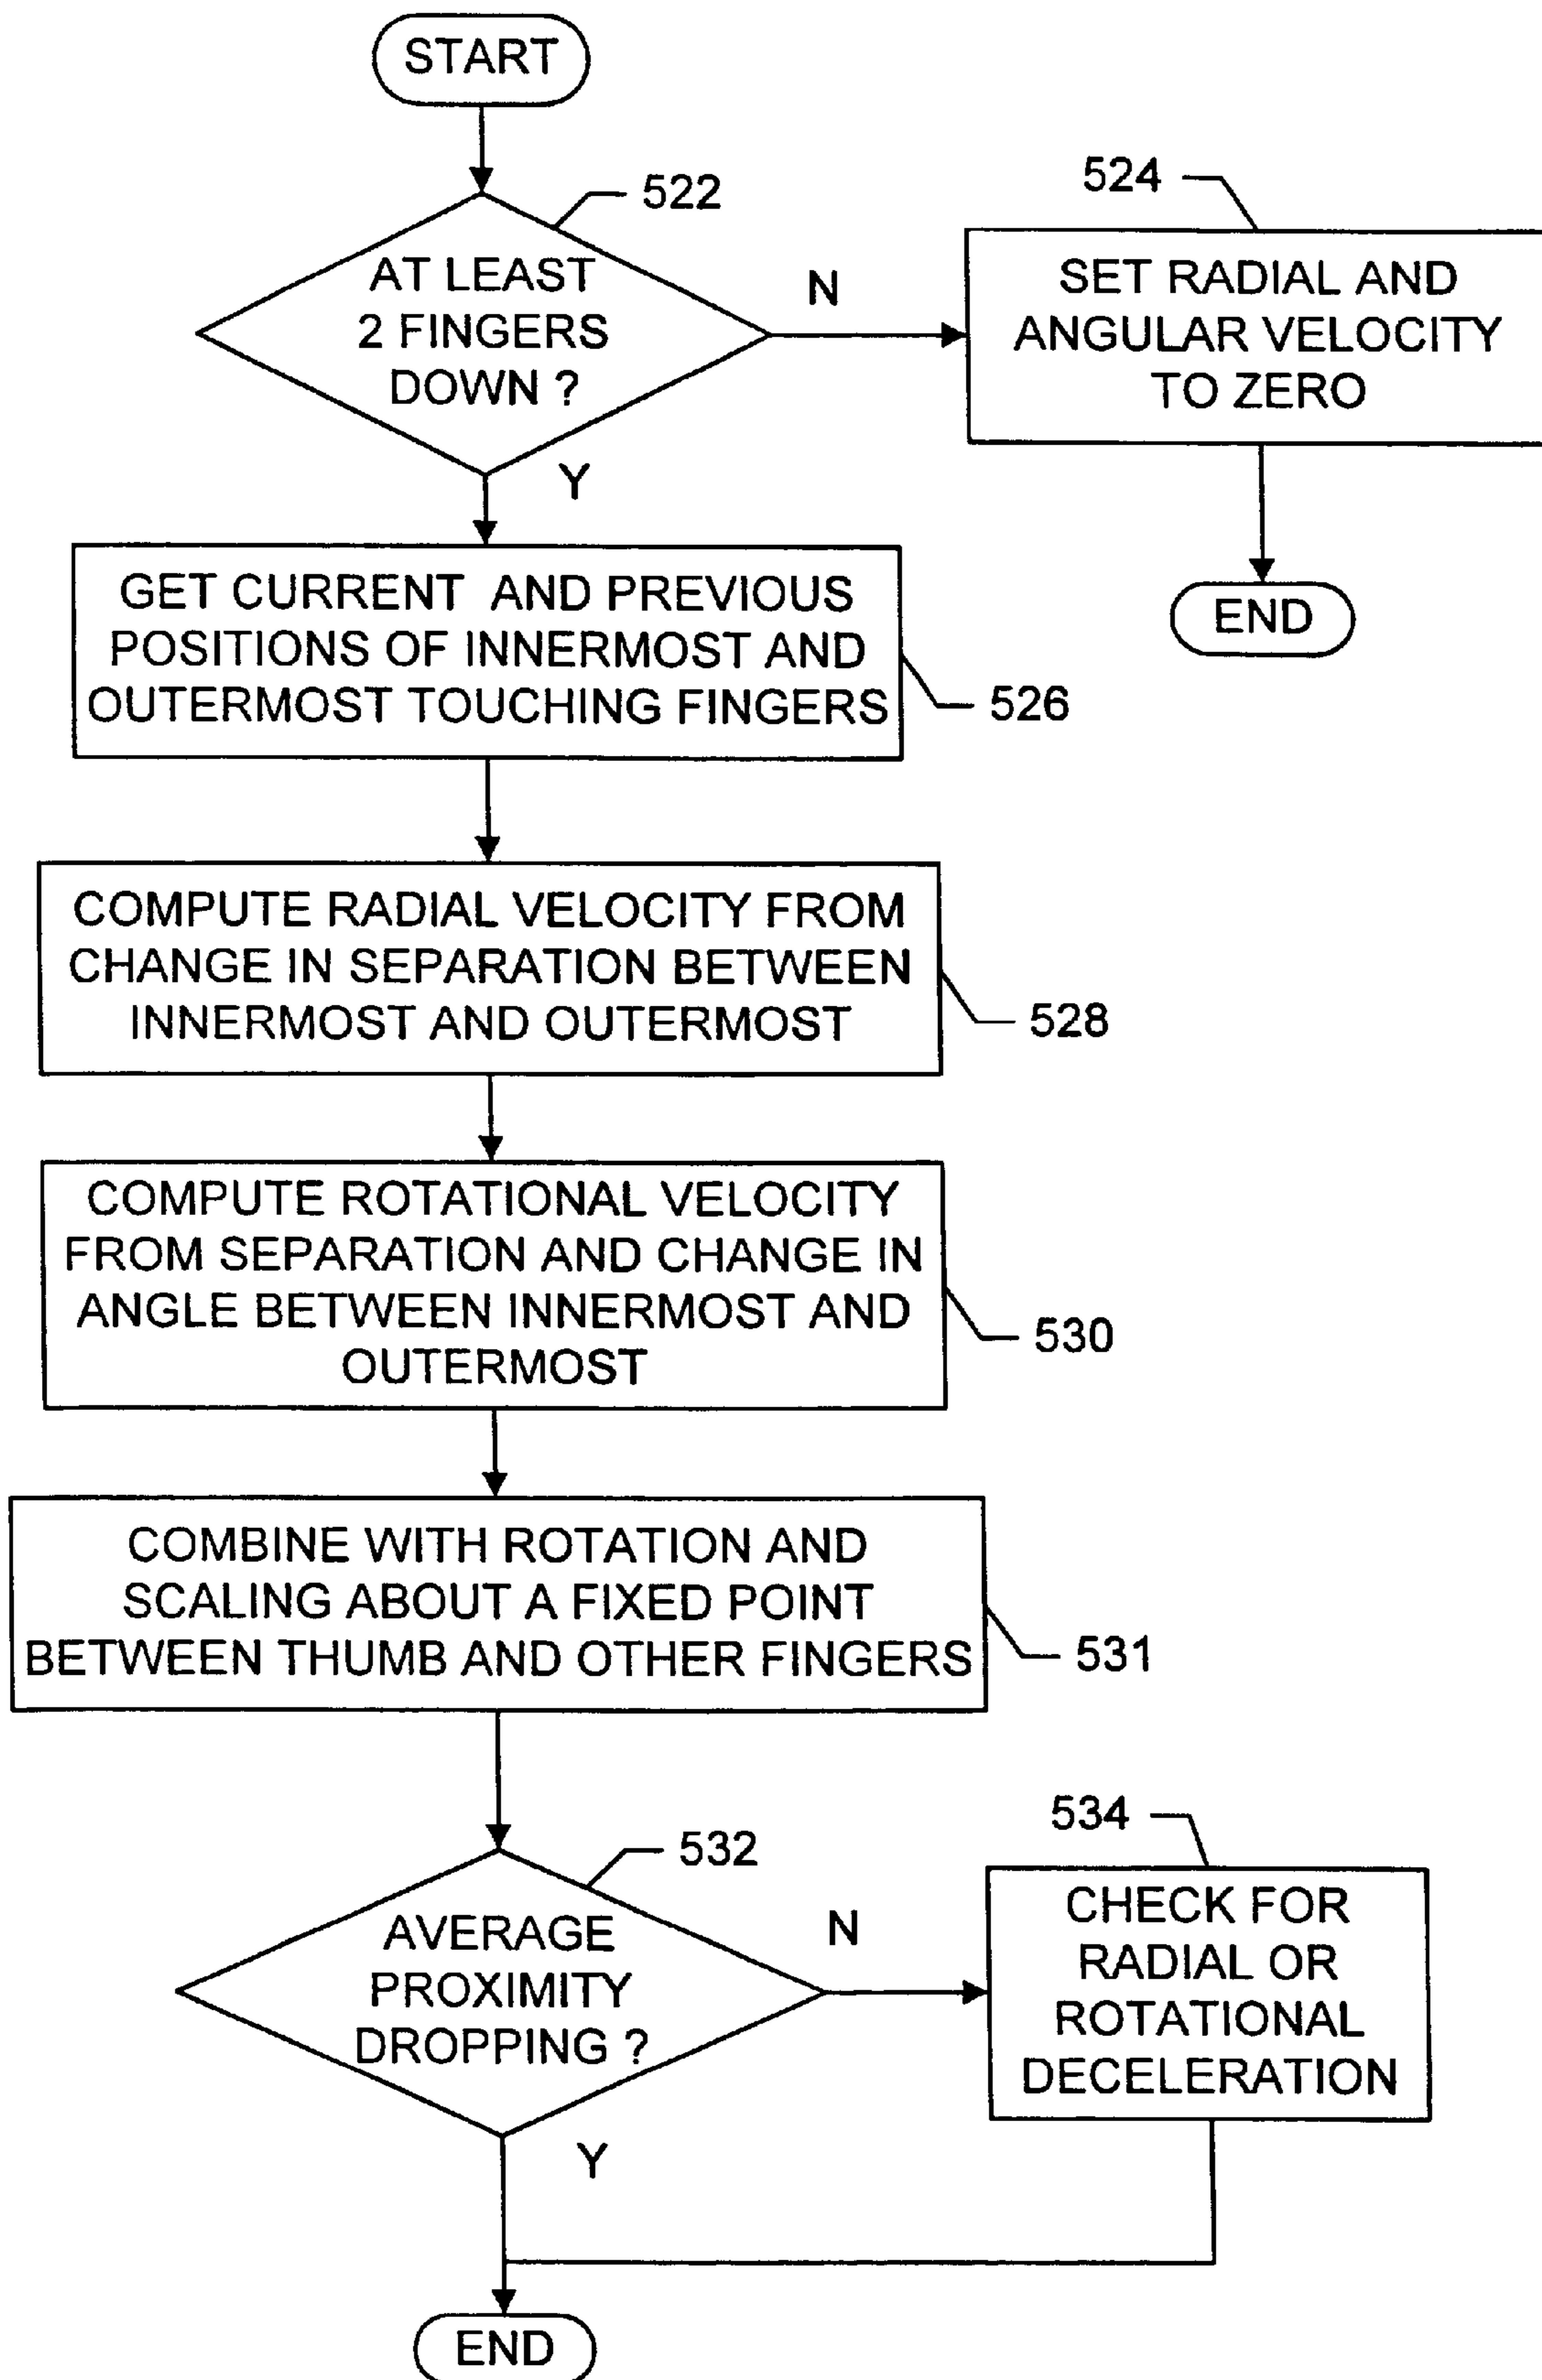 START
522
AT LEAST
2 FINGERS
DOWN ?
N
Y
524
SET RADIAL AND
ANGULAR VELOCITY
TO ZERO
END
GET CURRENT AND PREVIOUS
POSITIONS OF INNERMOST AND
OUTERMOST TOUCHING FINGERS
526
COMPUTE RADIAL VELOCITY FROM
CHANGE IN SEPARATION BETWEEN
INNERMOST AND OUTERMOST
528
COMPUTE ROTATIONAL VELOCITY
FROM SEPARATION AND CHANGE IN
ANGLE BETWEEN INNERMOST AND
OUTERMOST
530
COMBINE WITH ROTATION AND
SCALING ABOUT A FIXED POINT
BETWEEN THUMB AND OTHER FINGERS
531
532
AVERAGE
PROXIMITY
DROPPING ?
N
Y
534
CHECK FOR
RADIAL OR
ROTATIONAL
DECELERATION
END